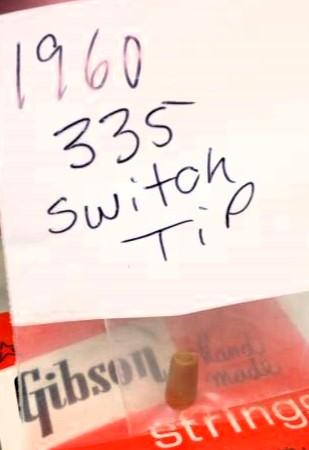 1960
335
switch
Tip
Gibson
hand
made
strings